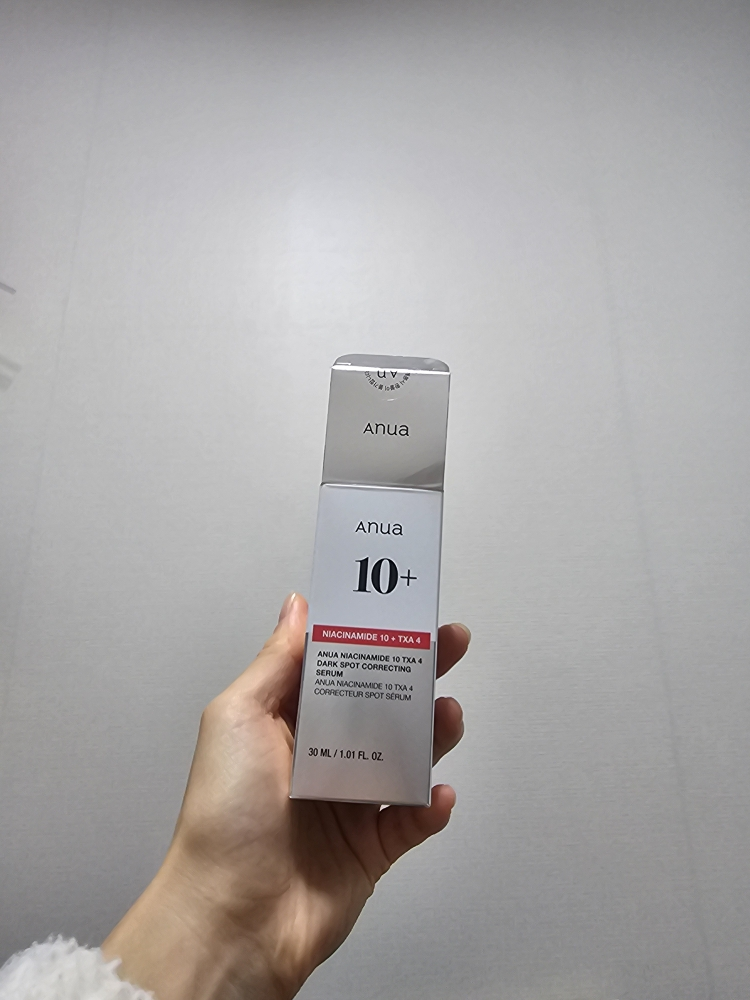 Anua
Anua
10+
NIACINAMIDE 10 + TXA 4
ANUA NIACINAMIDE 10 TXA 4
DARK SPOT CORRECTING
SERUM
ANUA NIACINAMIDE 10 TXA 4
CORRECTEUR SPOT SÉRUM
30 ML / 1.01 FL. OZ.